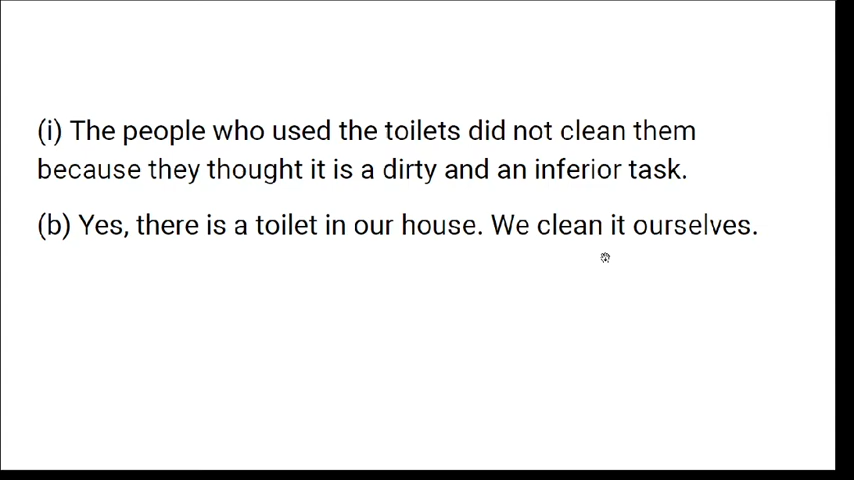 (i) The people who used the toilets did not clean them
because they thought it is a dirty and an inferior task.
(b) Yes, there is a toilet in our house. We clean it ourselves.